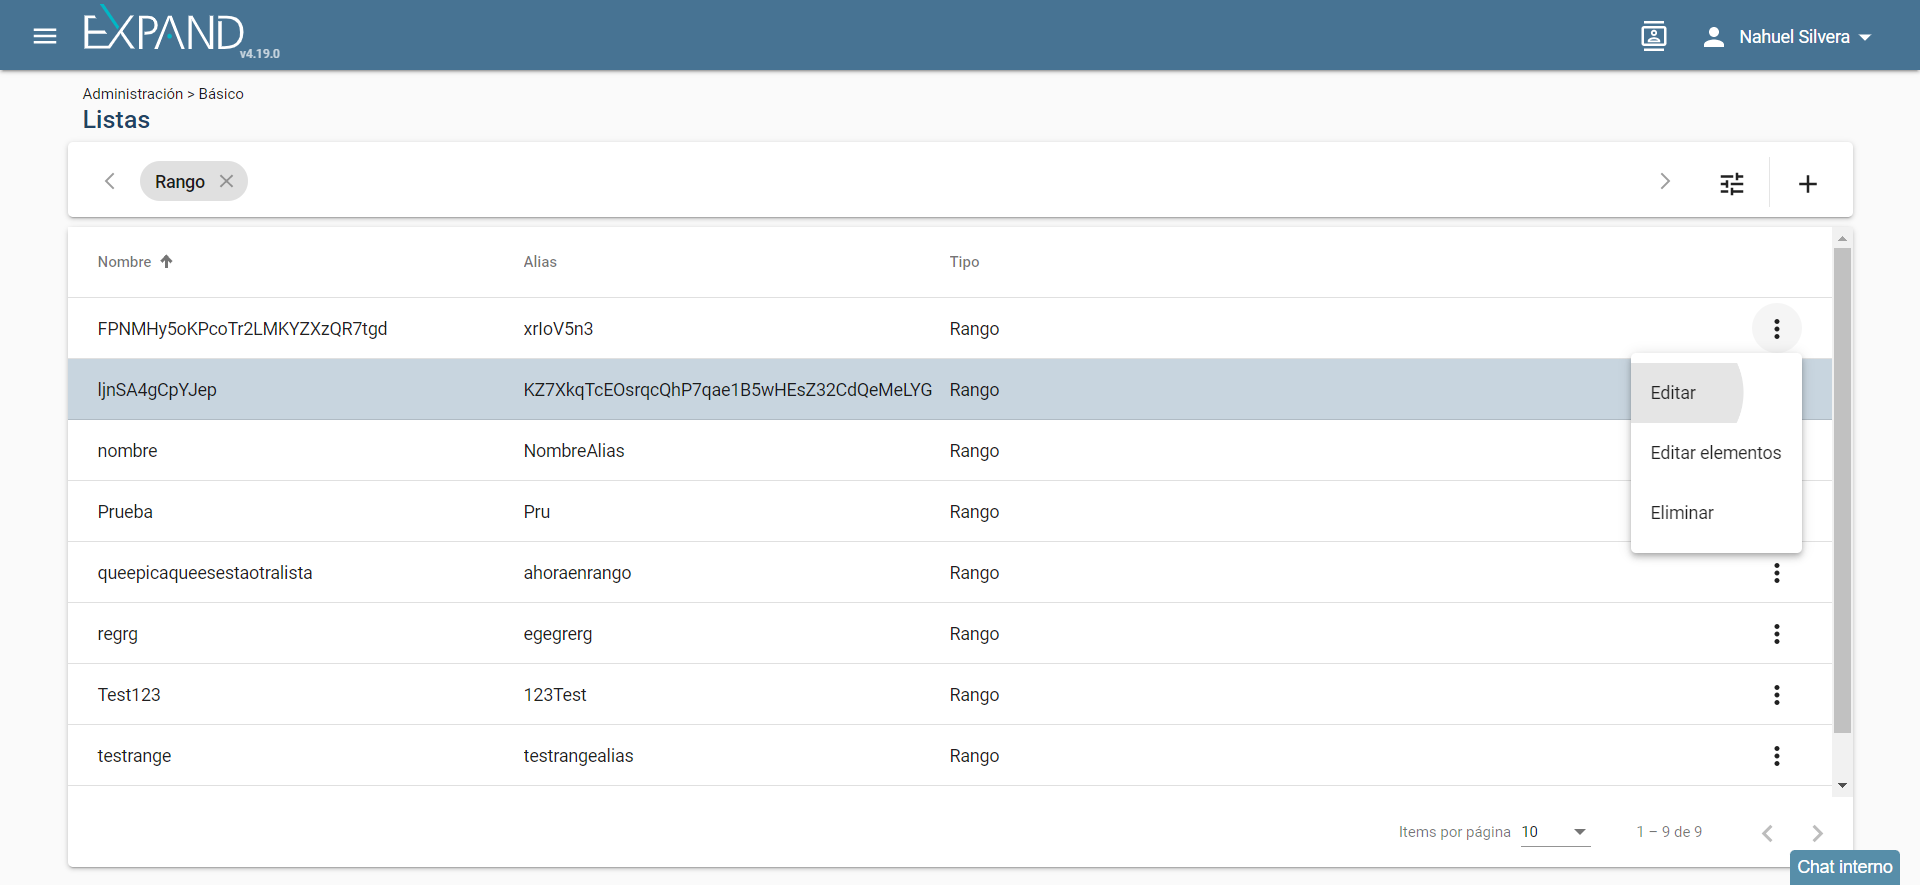 EXPAND v4.19.0
Nahuel Silvera
Administración > Básico
Listas
Rango
Nombre Alias Tipo
FPNMHy5oKPcoTr2LMKYZXzQR7tgd xrIoV5n3 Rango
ljnSA4gCpYJep KZ7XkqTcEOsrqcQhP7qae1B5wHEsZ32CdQeMeLYG Rango
Editar
nombre NombreAlias Rango
Editar elementos
Prueba Pru Rango
Eliminar
queepicaqueesestaotralista ahoraenrango Rango
regrg egegrerg Rango
Test123 123Test Rango
testrange testrangealias Rango
Items por página 10 1 – 9 de 9
Chat interno